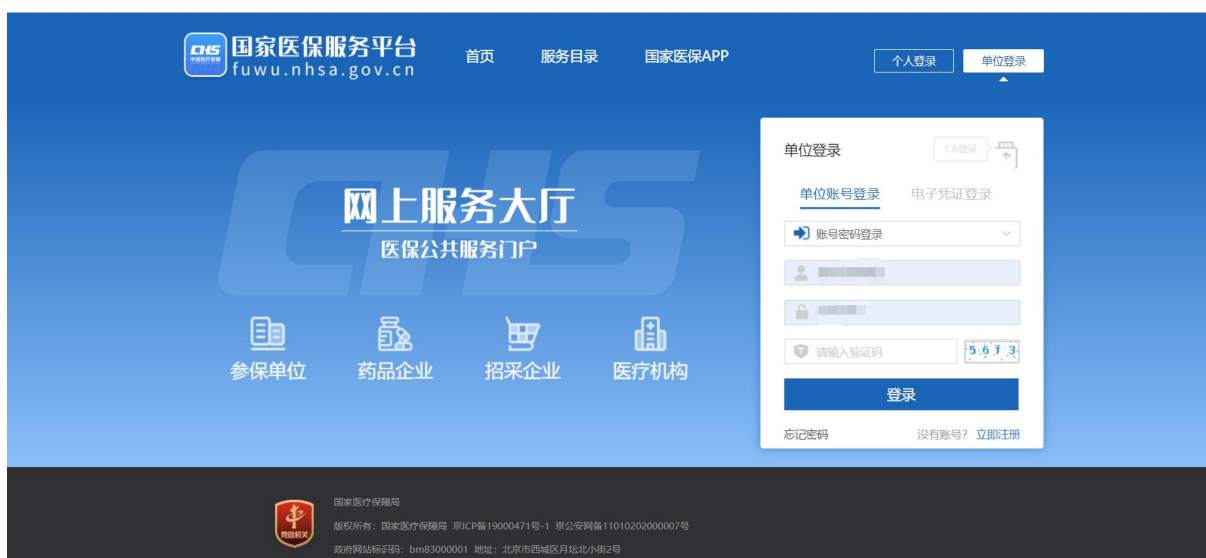 CHS
中国医疗保障
国家医保服务平台
fuwu.nhsa.gov.cn
首页 服务目录 国家医保APP
个人登录 单位登录
CHS
网上服务大厅
医保公共服务门户
参保单位 药品企业 招采企业 医疗机构
单位登录 CA登录
单位账号登录 电子凭证登录
账号密码登录
请输入验证码 56f3
登录
忘记密码 没有账号? 立即注册
党政机关
国家医疗保障局
版权所有：国家医疗保障局 京ICP备19000471号-1 京公安网备11010202000007号
政府网站标识码：bm83000001 地址：北京市西城区月坛北小街2号